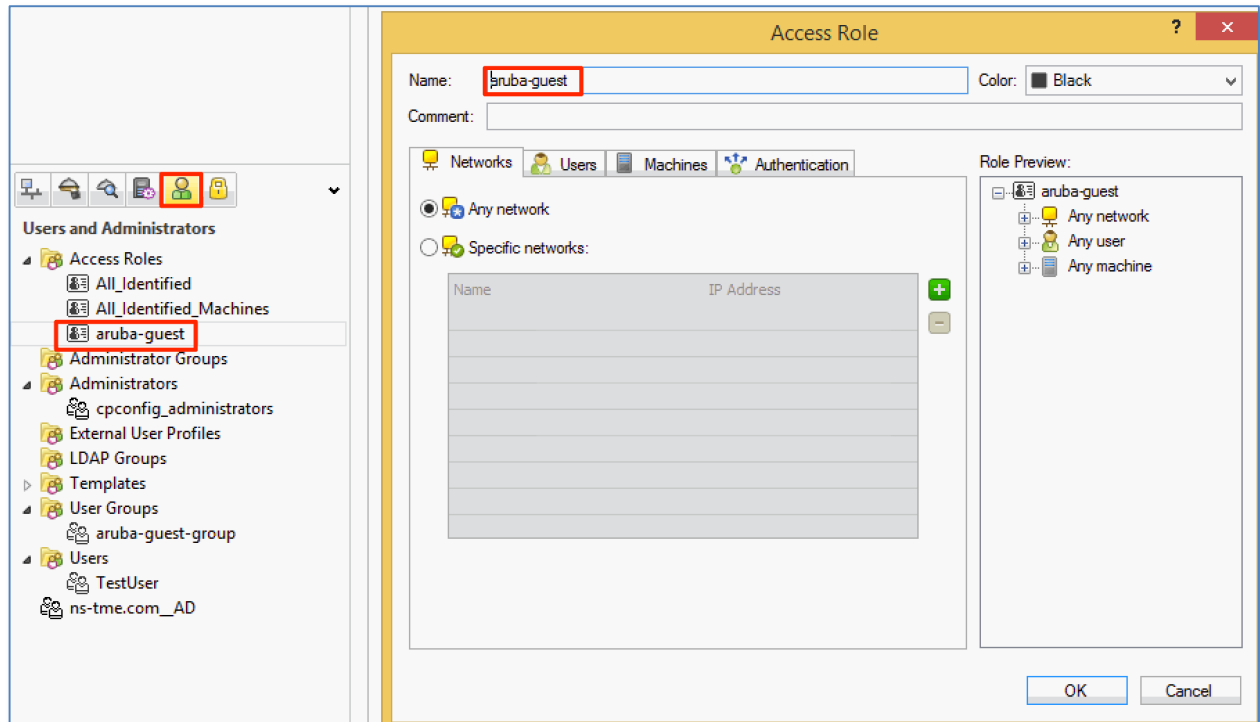 Access Role
?
Name: aruba-guest Color: Black
Comment:
Networks Users Machines Authentication
Role Preview:
Any network
Specific networks:
Name IP Address
aruba-guest
Any network
Any user
Any machine
OK Cancel
Users and Administrators
Access Roles
All_Identified
All_Identified_Machines
aruba-guest
Administrator Groups
Administrators
cpconfig_administrators
External User Profiles
LDAP Groups
Templates
User Groups
aruba-guest-group
Users
TestUser
ns-tme.com__AD